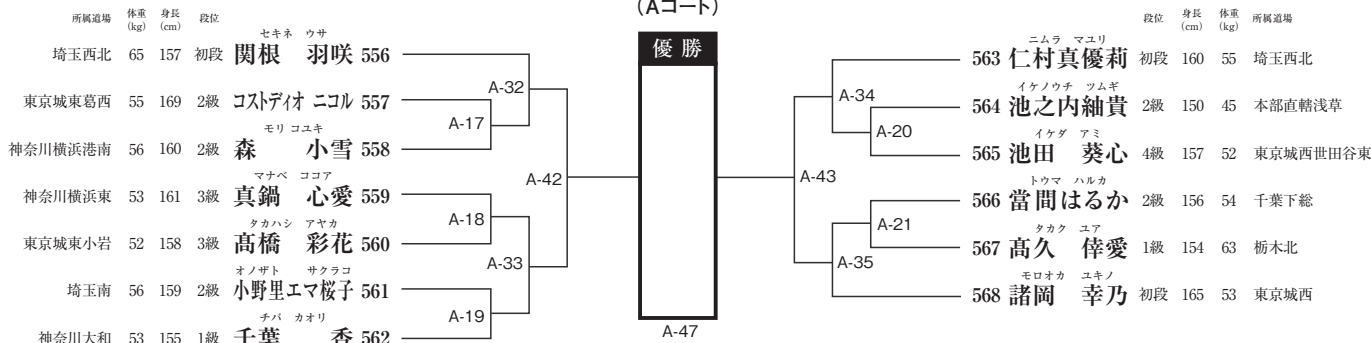 (Aコート)
所属道場 体重(kg) 身長(cm) 段位
セキネ ウサ
埼玉西北 65 157 初段 関根 羽咲 556
東京城東葛西 55 169 2級 コストディオ ニコル 557
モリ コユキ
神奈川横浜港南 56 160 2級 森 小雪 558
マナベ ココア
神奈川横浜東 53 161 3級 真鍋 心愛 559
タカハシ アヤカ
東京城東小岩 52 158 3級 髙橋 彩花 560
オノザト サクラコ
埼玉南 56 159 2級 小野里エマ桜子 561
チバ カオリ
神奈川大和 53 155 1級 千葉 香 562
A-32
A-17
A-42
A-18
A-33
A-19
優勝
A-47
A-34
A-20
A-43
A-21
A-35
段位 身長(cm) 体重(kg) 所属道場
ニムラ マユリ
563 仁村真優莉 初段 160 55 埼玉西北
イケノウチ ツムギ
564 池之内紬貴 2級 150 45 本部直轄浅草
イケダ アミ
565 池田 葵心 4級 157 52 東京城西世田谷東
トウマ ハルカ
566 當間はるか 2級 156 54 千葉下総
タカク ユア
567 髙久 倖愛 1級 154 63 栃木北
モロオカ ユキノ
568 諸岡 幸乃 初段 165 53 東京城西